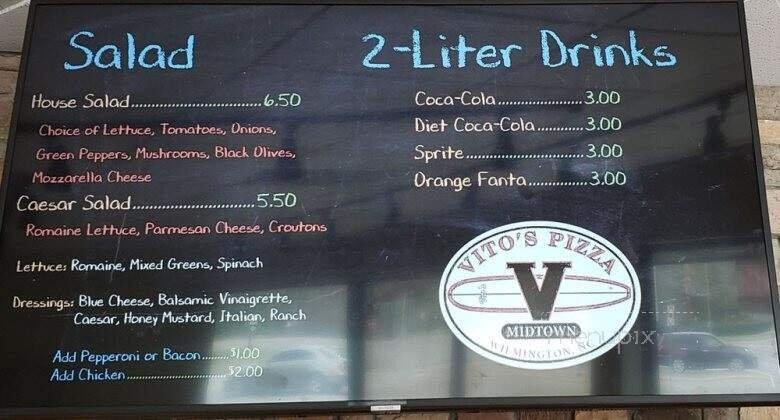 Salad
House Salad..............................6.50
Choice of Lettuce, Tomatoes, Onions,
Green Peppers, Mushrooms, Black Olives,
Mozzarella Cheese
Caesar Salad............................5.50
Romaine Lettuce, Parmesan Cheese, Croutons
Lettuce: Romaine, Mixed Greens, Spinach
Dressings: Blue Cheese, Balsamic Vinaigrette,
Caesar, Honey Mustard, Italian, Ranch
Add Pepperoni or Bacon........$1.00
Add Chicken..............................$2.00
2-Liter Drinks
Coca-Cola....................3.00
Diet Coca-Cola...........3.00
Sprite............................3.00
Orange Fanta..............3.00
VITO'S PIZZA
V
MIDTOWN
WILMINGTON,
menupix